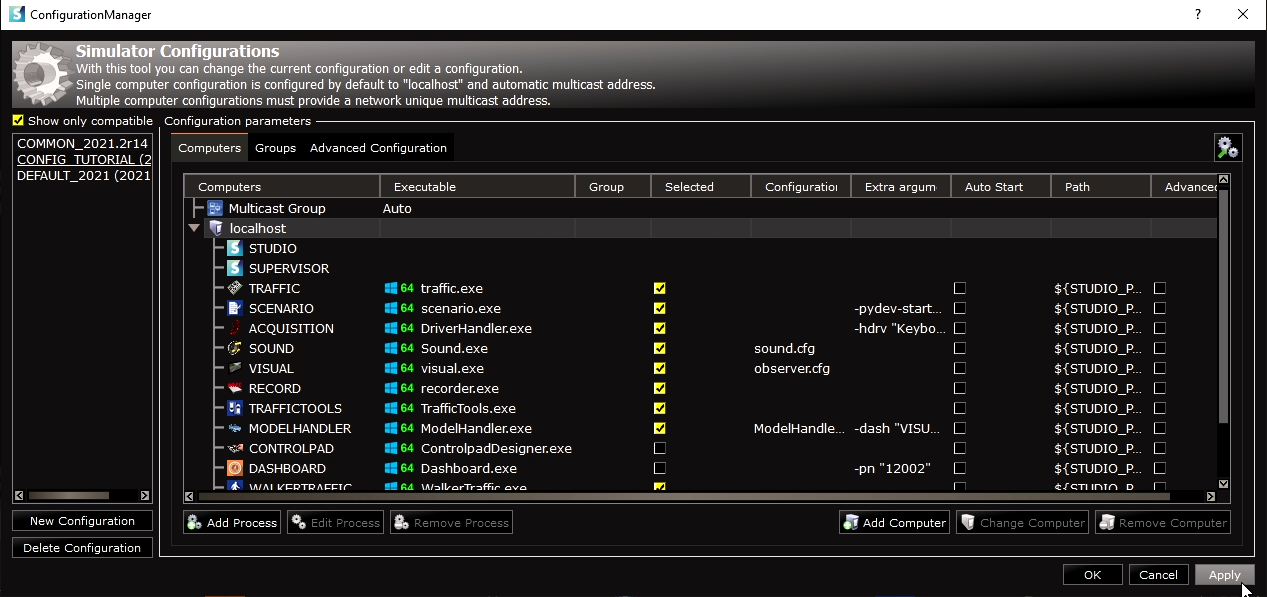 ConfigurationManager
?
Simulator Configurations
With this tool you can change the current configuration or edit a configuration.
Single computer configuration is configured by default to "localhost" and automatic multicast address.
Multiple computer configurations must provide a network unique multicast address.
Show only compatible
Configuration parameters
COMMON_2021.2r14
CONFIG_TUTORIAL (2
DEFAULT_2021 (2021
Computers Groups Advanced Configuration
Computers Executable Group Selected Configuration Extra argum Auto Start Path Advanced
Multicast Group Auto
localhost
STUDIO
SUPERVISOR
TRAFFIC 64 traffic.exe ${STUDIO_P...
SCENARIO 64 scenario.exe -pydev-start... ${STUDIO_P...
ACQUISITION 64 DriverHandler.exe -hdrv "Keybo... ${STUDIO_P...
SOUND 64 Sound.exe sound.cfg ${STUDIO_P...
VISUAL 64 visual.exe observer.cfg ${STUDIO_P...
RECORD 64 recorder.exe ${STUDIO_P...
TRAFFICTOOLS 64 TrafficTools.exe ${STUDIO_P...
MODELHANDLER 64 ModelHandler.exe ModelHandle... -dash "VISU... ${STUDIO_P...
CONTROLPAD 64 ControlpadDesigner.exe ${STUDIO_P...
DASHBOARD 64 Dashboard.exe -pn "12002" ${STUDIO_P...
WALKERTRAFFIC 64 WalkerTraffic.exe ${STUDIO_P...
Add Process Edit Process Remove Process Add Computer Change Computer Remove Computer
New Configuration
Delete Configuration
OK Cancel Apply